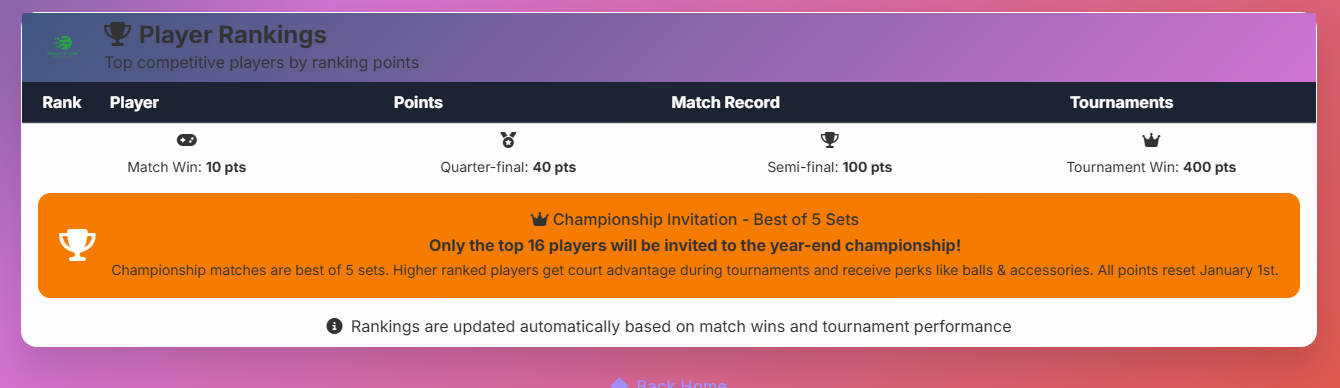 Player Rankings
Top competitive players by ranking points
Rank Player Points Match Record Tournaments
Match Win: 10 pts Quarter-final: 40 pts Semi-final: 100 pts Tournament Win: 400 pts
Championship Invitation - Best of 5 Sets
Only the top 16 players will be invited to the year-end championship!
Championship matches are best of 5 sets. Higher ranked players get court advantage during tournaments and receive perks like balls & accessories. All points reset January 1st.
Rankings are updated automatically based on match wins and tournament performance
Back Home